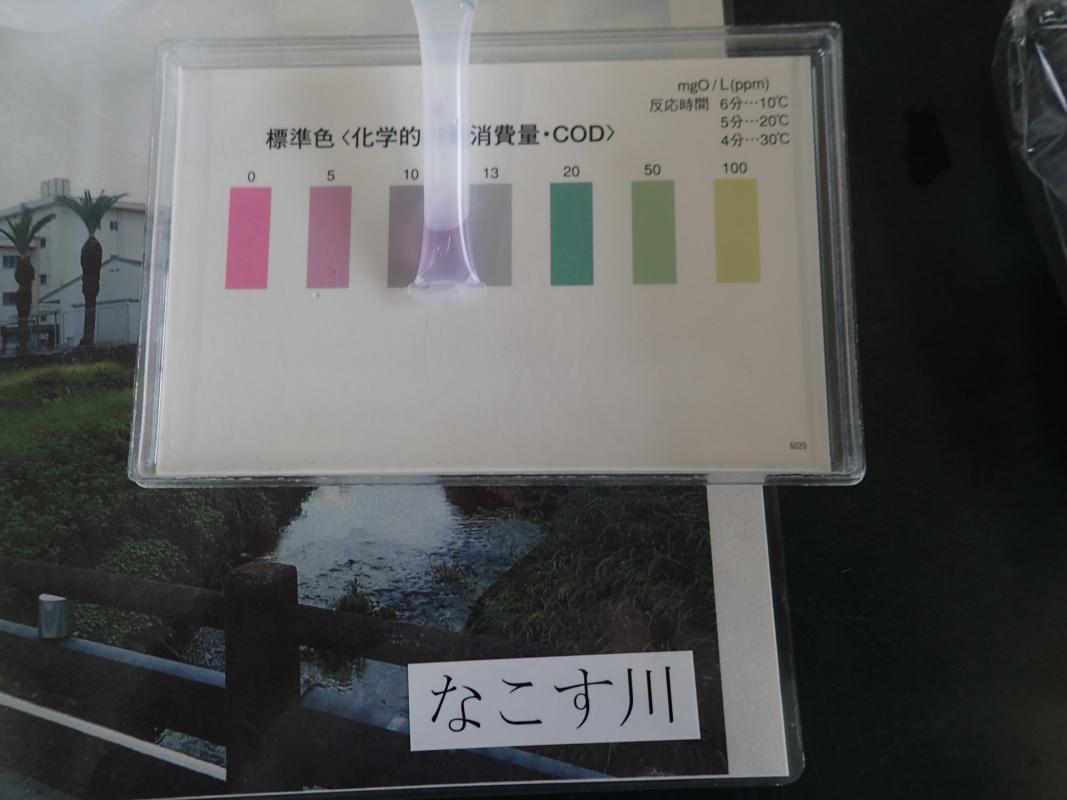 mgO/L(ppm)
反応時間 6分…10℃
5分…20℃
4分…30℃
標準色〈化学的 消費量・COD〉
0 5 10 13 20 50 100
6020
なこす川